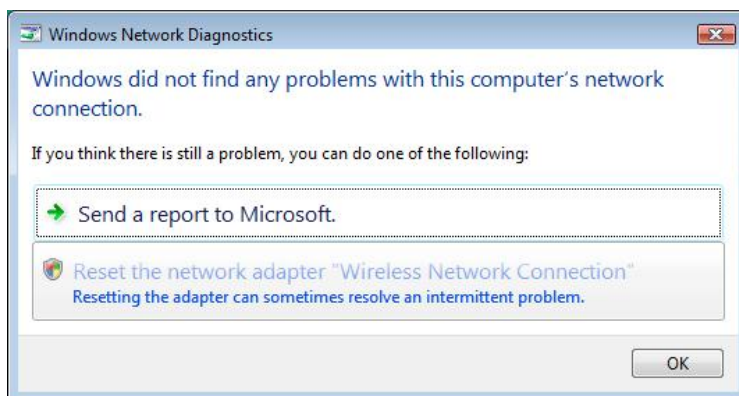 Windows Network Diagnostics
Windows did not find any problems with this computer's network
connection.
If you think there is still a problem, you can do one of the following:
Send a report to Microsoft.
Reset the network adapter "Wireless Network Connection"
Resetting the adapter can sometimes resolve an intermittent problem.
OK